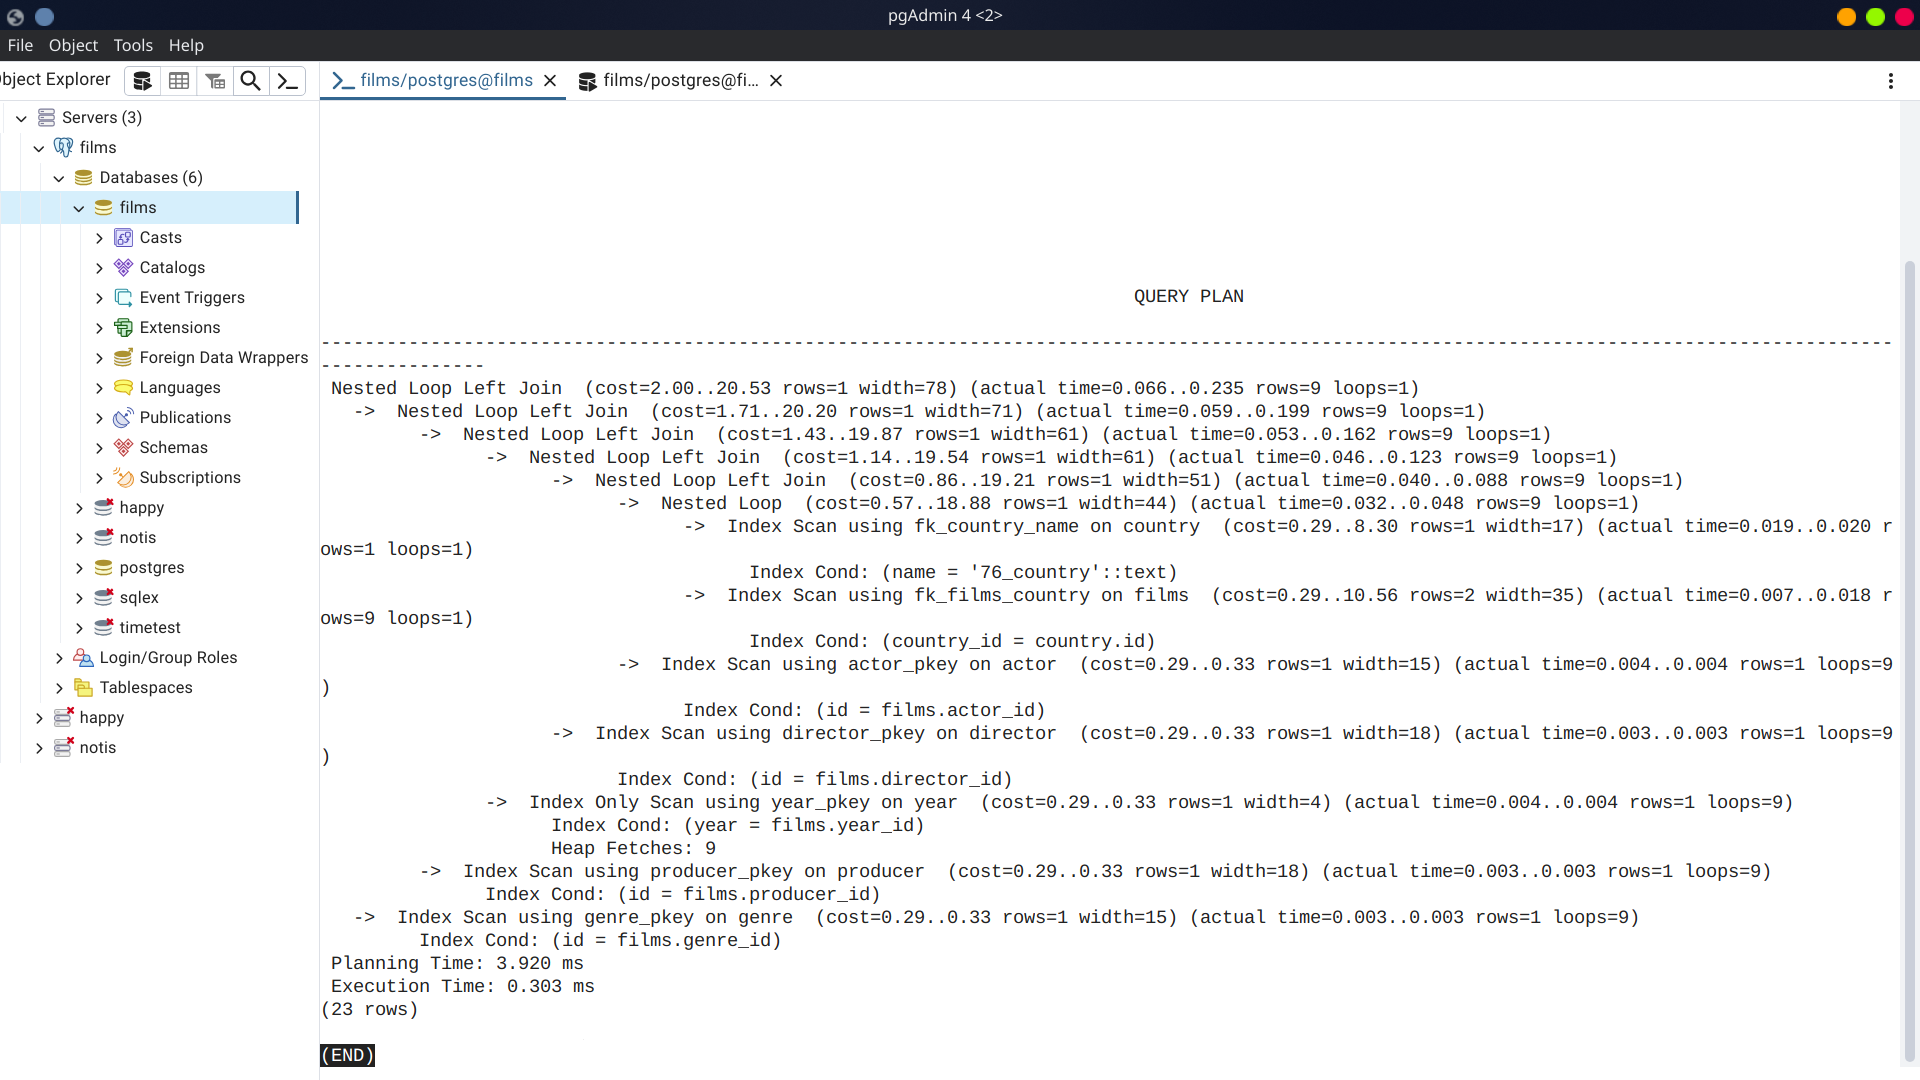 pgAdmin 4 <2>
File Object Tools Help
bject Explorer
films/postgres@films
films/postgres@fi...
Servers (3)
films
Databases (6)
films
Casts
Catalogs
Event Triggers
Extensions
Foreign Data Wrappers
Languages
Publications
Schemas
Subscriptions
happy
notis
postgres
sqlex
timetest
Login/Group Roles
Tablespaces
happy
notis
QUERY PLAN
-----------------------------------------------------------------------------------------------------------------------------------------------
---------------
Nested Loop Left Join  (cost=2.00..20.53 rows=1 width=78) (actual time=0.066..0.235 rows=9 loops=1)
->  Nested Loop Left Join  (cost=1.71..20.20 rows=1 width=71) (actual time=0.059..0.199 rows=9 loops=1)
->  Nested Loop Left Join  (cost=1.43..19.87 rows=1 width=61) (actual time=0.053..0.162 rows=9 loops=1)
->  Nested Loop Left Join  (cost=1.14..19.54 rows=1 width=61) (actual time=0.046..0.123 rows=9 loops=1)
->  Nested Loop Left Join  (cost=0.86..19.21 rows=1 width=51) (actual time=0.040..0.088 rows=9 loops=1)
->  Nested Loop  (cost=0.57..18.88 rows=1 width=44) (actual time=0.032..0.048 rows=9 loops=1)
->  Index Scan using fk_country_name on country  (cost=0.29..8.30 rows=1 width=17) (actual time=0.019..0.020 r
ows=1 loops=1)
Index Cond: (name = '76_country'::text)
->  Index Scan using fk_films_country on films  (cost=0.29..10.56 rows=2 width=35) (actual time=0.007..0.018 r
ows=9 loops=1)
Index Cond: (country_id = country.id)
->  Index Scan using actor_pkey on actor  (cost=0.29..0.33 rows=1 width=15) (actual time=0.004..0.004 rows=1 loops=9
)
Index Cond: (id = films.actor_id)
->  Index Scan using director_pkey on director  (cost=0.29..0.33 rows=1 width=18) (actual time=0.003..0.003 rows=1 loops=9
)
Index Cond: (id = films.director_id)
->  Index Only Scan using year_pkey on year  (cost=0.29..0.33 rows=1 width=4) (actual time=0.004..0.004 rows=1 loops=9)
Index Cond: (year = films.year_id)
Heap Fetches: 9
->  Index Scan using producer_pkey on producer  (cost=0.29..0.33 rows=1 width=18) (actual time=0.003..0.003 rows=1 loops=9)
Index Cond: (id = films.producer_id)
->  Index Scan using genre_pkey on genre  (cost=0.29..0.33 rows=1 width=15) (actual time=0.003..0.003 rows=1 loops=9)
Index Cond: (id = films.genre_id)
Planning Time: 3.920 ms
Execution Time: 0.303 ms
(23 rows)
(END)